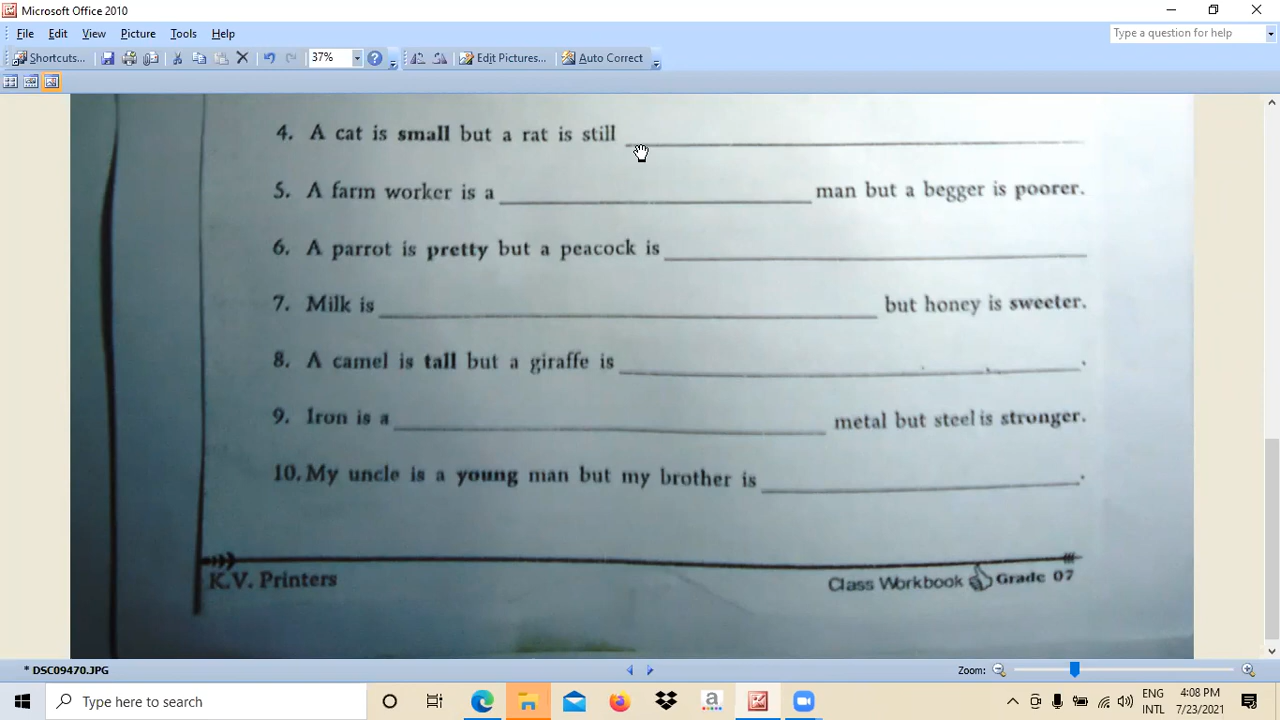 Microsoft Office 2010
File Edit View Picture Tools Help
Type a question for help
Shortcuts... 37% Edit Pictures... Auto Correct
4. A cat is small but a rat is still
5. A farm worker is a man but a begger is poorer.
6. A parrot is pretty but a peacock is
7. Milk is but honey is sweeter.
8. A camel is tall but a giraffe is .
9. Iron is a metal but steel is stronger.
10. My uncle is a young man but my brother is .
K.V. Printers
Class Workbook Grade 07
* DSC09470.JPG
Zoom:
Type here to search
a
ENG 4:08 PM
INTL 7/23/2021